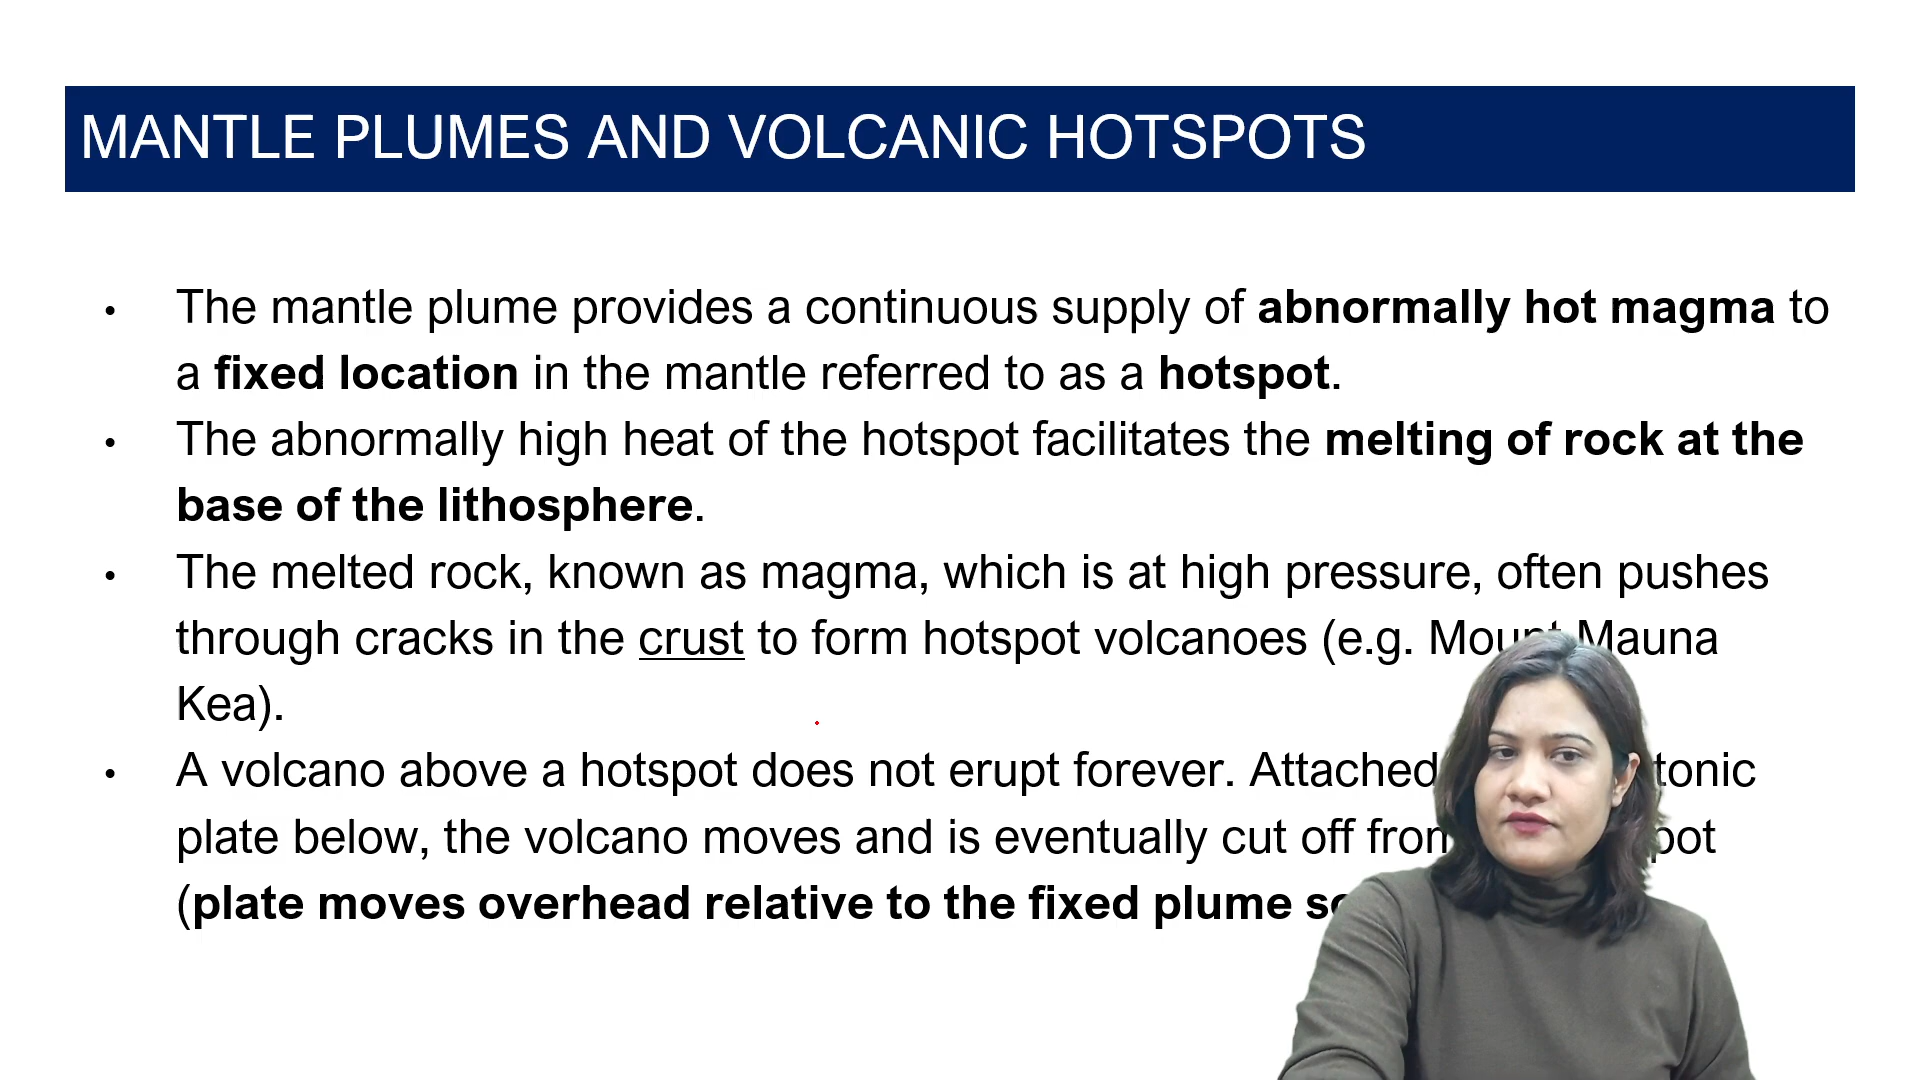 MANTLE PLUMES AND VOLCANIC HOTSPOTS
• The mantle plume provides a continuous supply of abnormally hot magma to
a fixed location in the mantle referred to as a hotspot.
• The abnormally high heat of the hotspot facilitates the melting of rock at the
base of the lithosphere.
• The melted rock, known as magma, which is at high pressure, often pushes
through cracks in the crust to form hotspot volcanoes (e.g. Mount Mauna
Kea).
• A volcano above a hotspot does not erupt forever. Attached
plate below, the volcano moves and is eventually cut off from
(plate moves overhead relative to the fixed plume